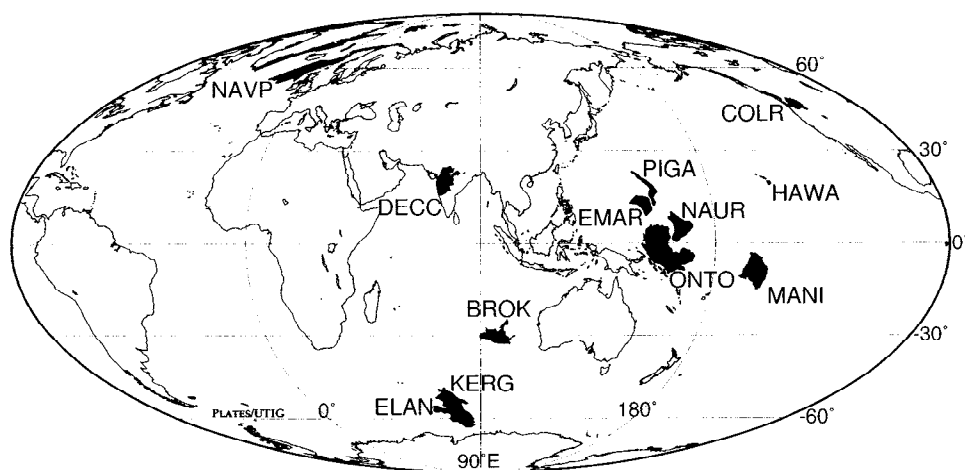 60°
NAVP
COLR
30°
PIGA
HAWA
DECC
EMAR
NAUR
0°
ONTO
MANI
BROK
-30°
KERG
ELAN
PLATES/UTIG
0°
180°
-60°
90°E